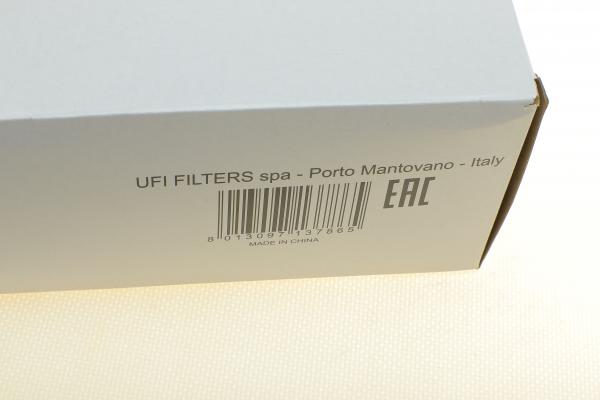 UFI FILTERS spa - Porto Mantovano - Italy
EAC
8 013097 137865
MADE IN CHINA